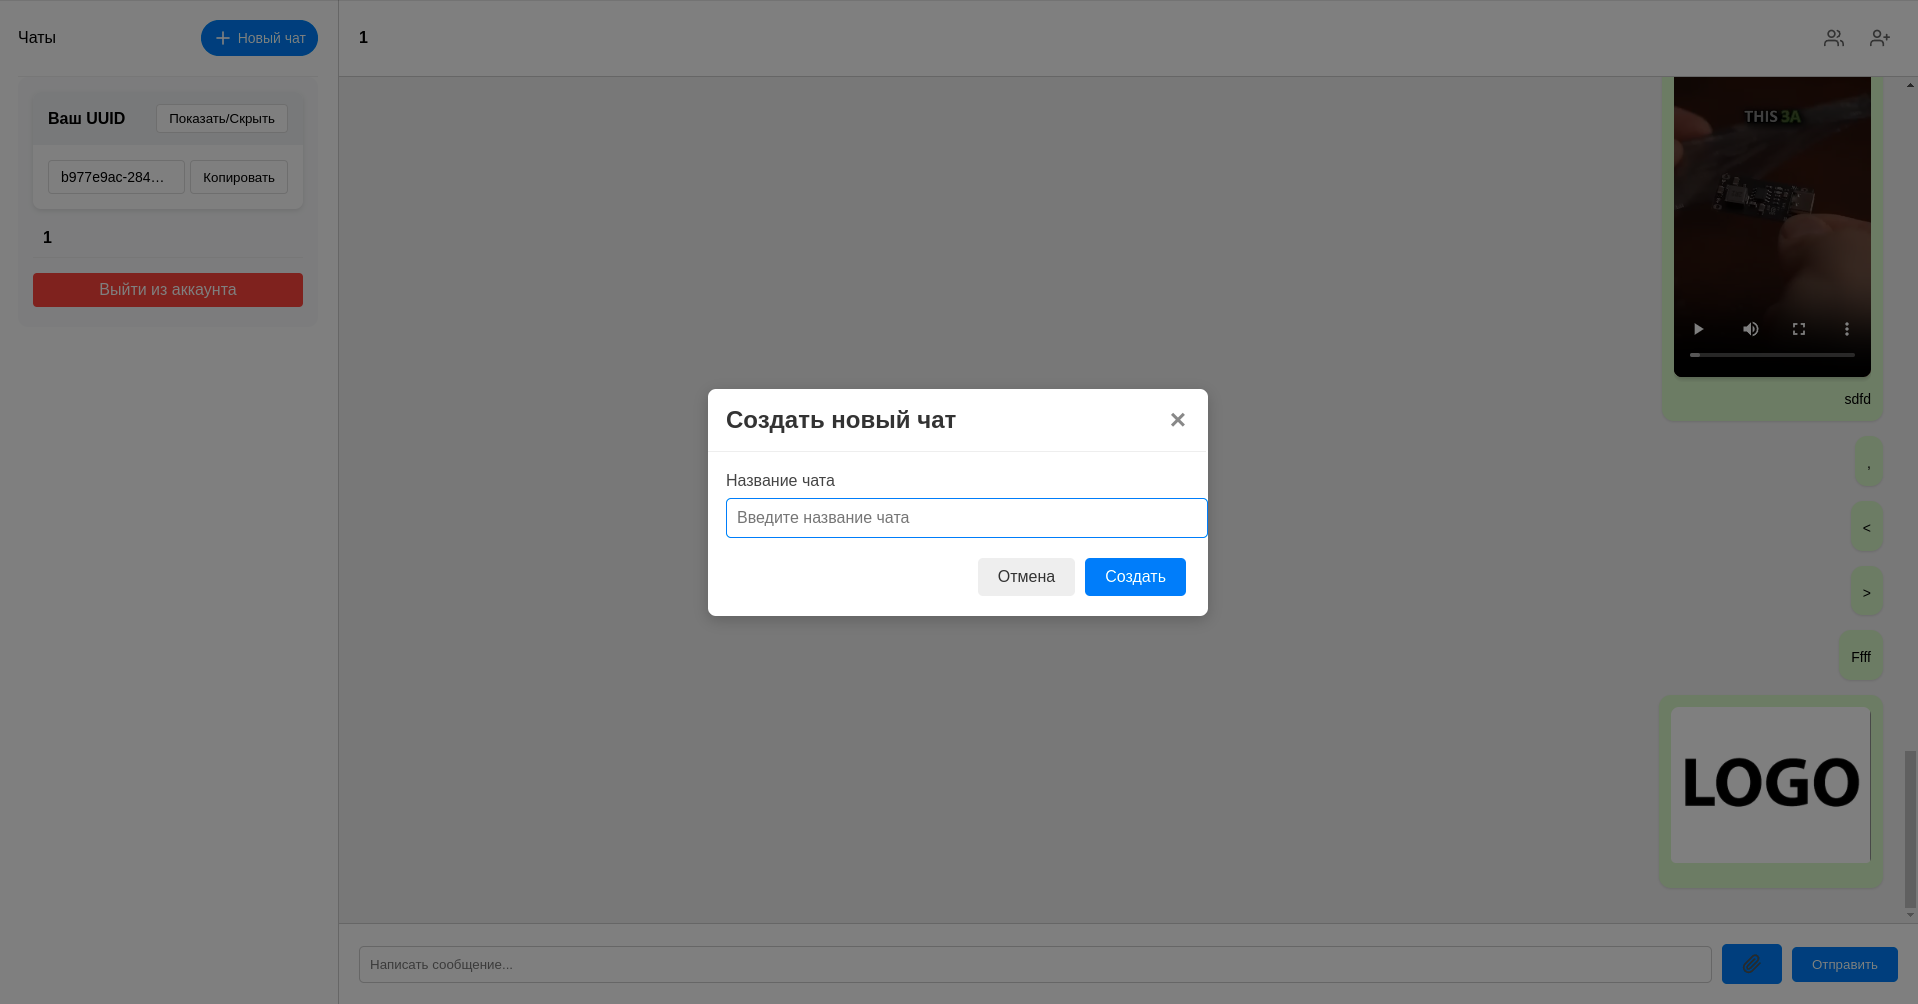 Чаты
Новый чат
1
Ваш UUID
Показать/Скрыть
b977e9ac-284…
Копировать
1
Выйти из аккаунта
THIS 3A
sdfd
,
<
>
Ffff
LOGO
Создать новый чат
×
Название чата
Введите название чата
Отмена
Создать
Написать сообщение...
Отправить